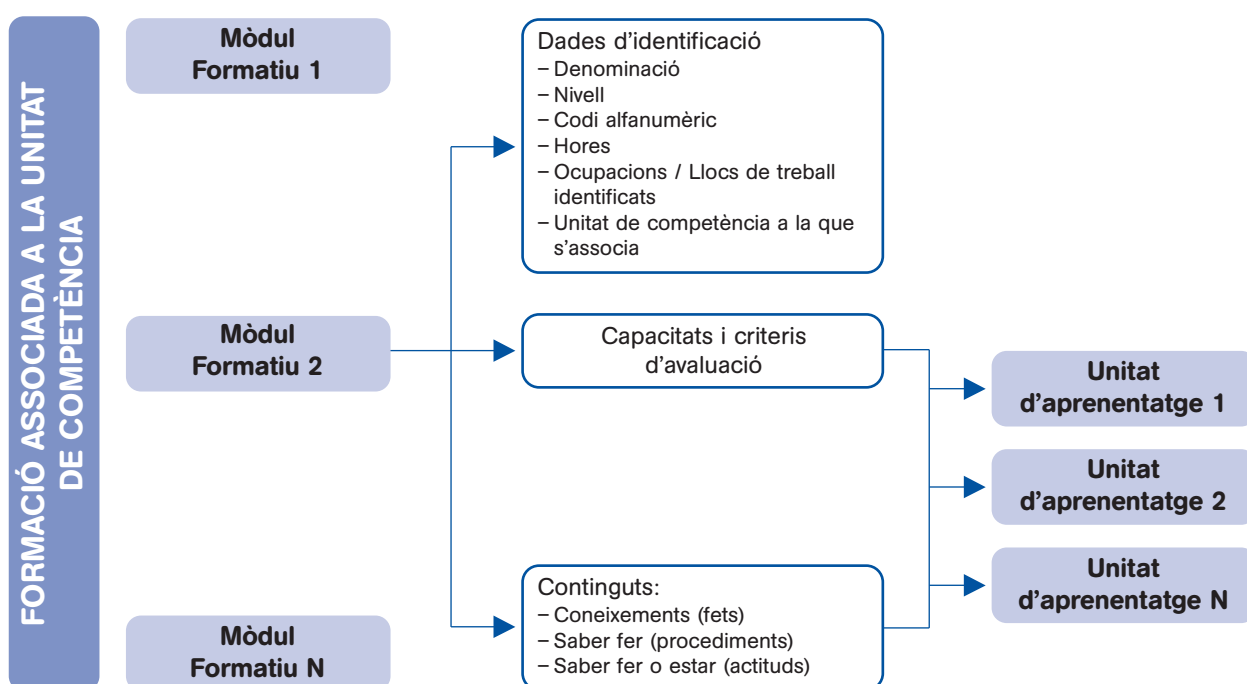 FORMACIÓ ASSOCIADA A LA UNITAT
DE COMPETÈNCIA
Mòdul
Formatiu 1
Mòdul
Formatiu 2
Mòdul
Formatiu N
Dades d’identificació
– Denominació
– Nivell
– Codi alfanumèric
– Hores
– Ocupacions / Llocs de treball
identificats
– Unitat de competència a la que
s’associa
Capacitats i criteris
d’avaluació
Continguts:
– Coneixements (fets)
– Saber fer (procediments)
– Saber fer o estar (actituds)
Unitat
d’aprenentatge 1
Unitat
d’aprenentatge 2
Unitat
d’aprenentatge N